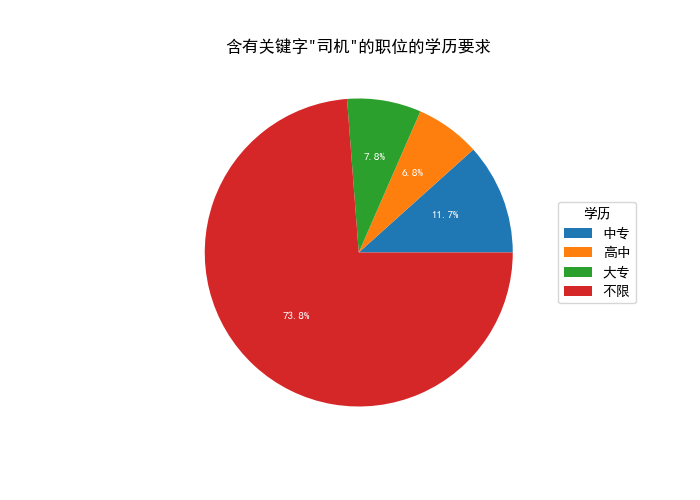 含有关键字"司机"的职位的学历要求
7.8%
6.8%
11.7%
73.8%
学历
中专
高中
大专
不限